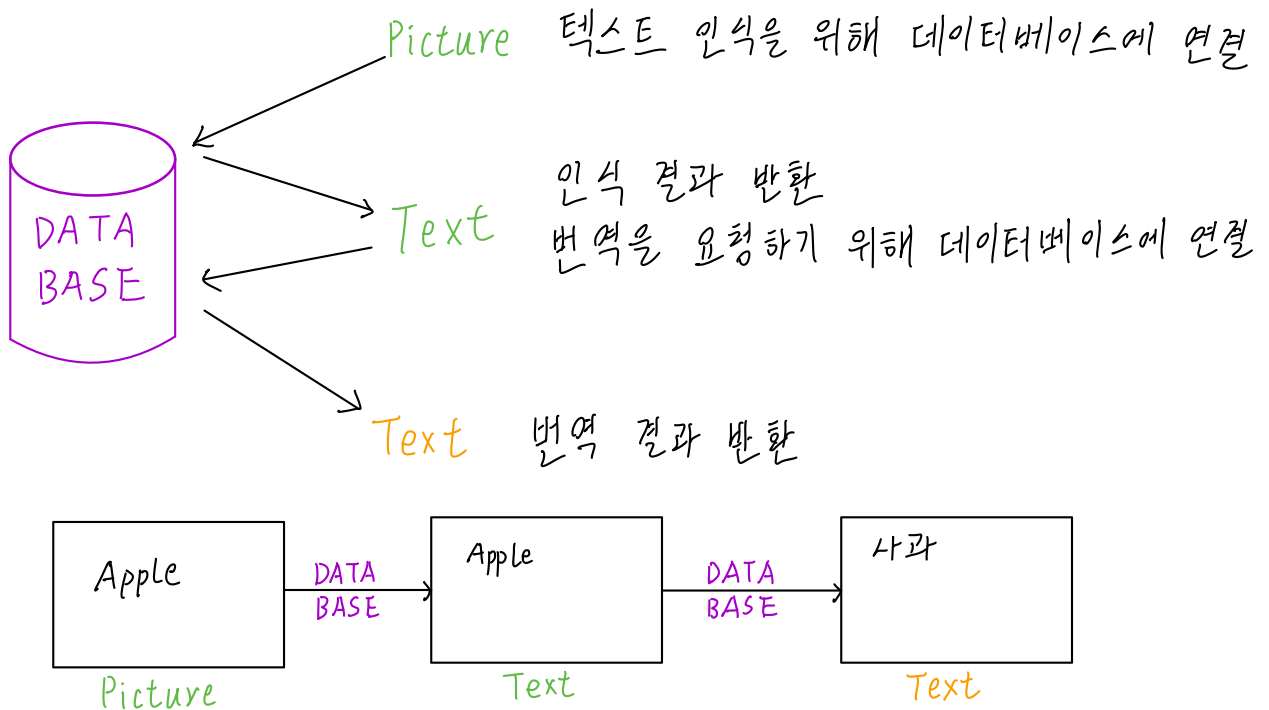 Picture 텍스트 인식을 위해 데이터베이스에 연결
DATA
BASE
인식 결과 반환
Text 번역을 요청하기 위해 데이터베이스에 연결
Text 번역 결과 반환
Apple
DATA
BASE
Apple
DATA
BASE
사과
Picture
Text
Text